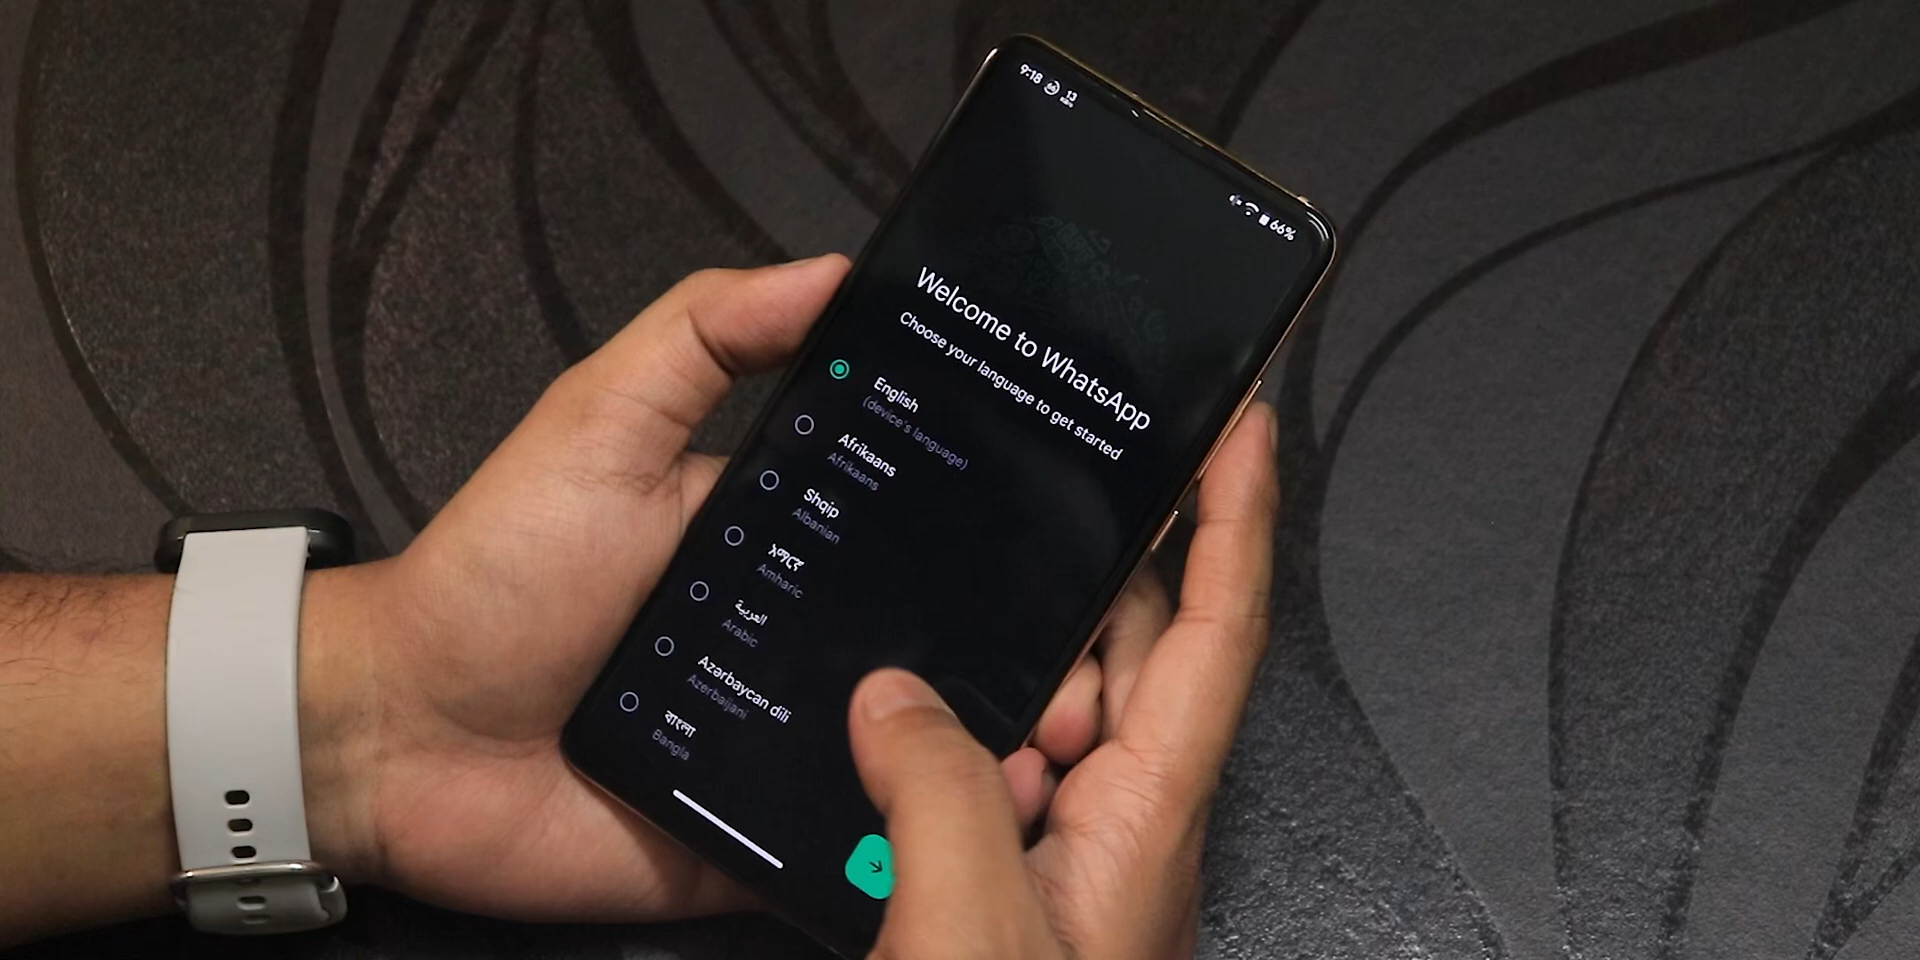 9:18
13
66%
Welcome to WhatsApp
Choose your language to get started
English
(device's language)
Afrikaans
Afrikaans
Shqip
Albanian
አማርኛ
Amharic
العربية
Arabic
Azərbaycan dili
Azerbaijani
বাংলা
Bangla